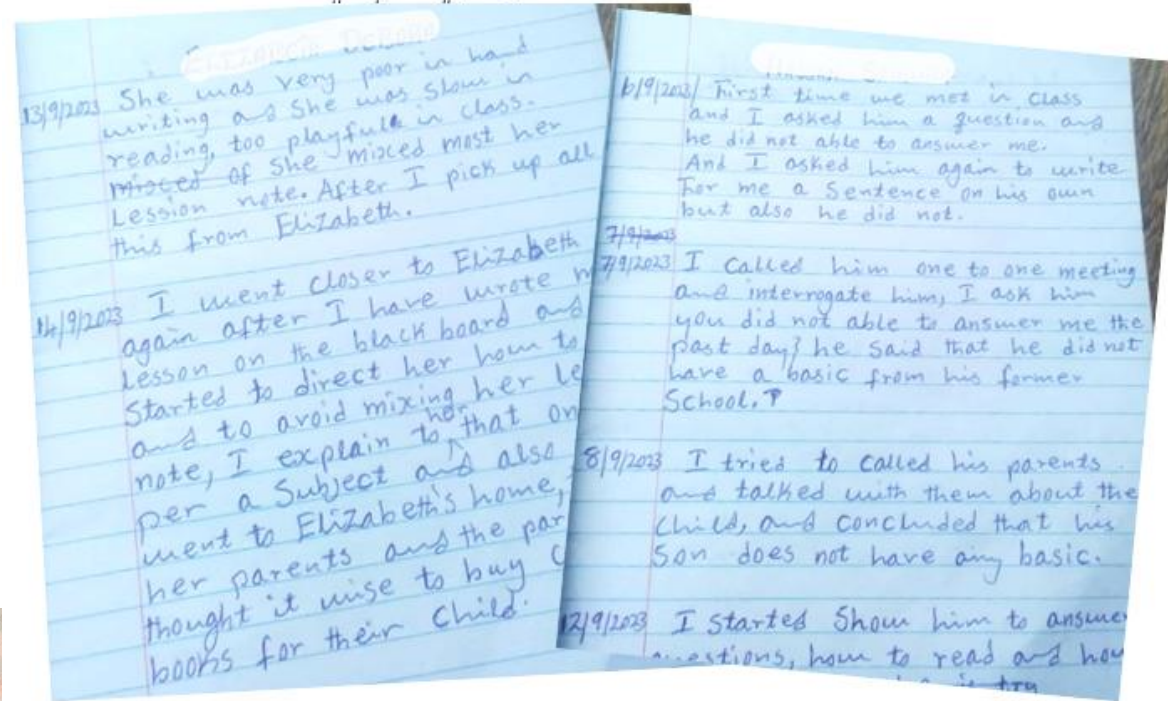 13/9/2023 She was very poor in hand
writing and She was slow in
reading, too playfull in class.
mixced of She mixced most her
Lession note. After I pick up all
this from Elizabeth.
14/9/2023 I went closer to Elizabeth
again after I have wrote
Lesson on the black board and
Started to direct her how to
and to avoid mixing her
note, I explain to her that
per a Subject and also
went to Elizabeth's home,
her parents and the
thought it wise to buy
books for their Child.
6/9/2023 First time we met in class
and I asked him a question and
he did not able to answer me.
And I asked him again to write
For me a Sentence on his own
but also he did not.
7/9/2023
7/9/2023 I called him one to one meeting
and interrogate him, I ask him
you did not able to answer me the
past day? he said that he did not
have a basic from his former
School.
8/9/2023 I tried to called his parents
and talked with them about the
child, and concluded that his
Son does not have any basic.
12/9/2023 I started Show him to answer
questions, how to read and how